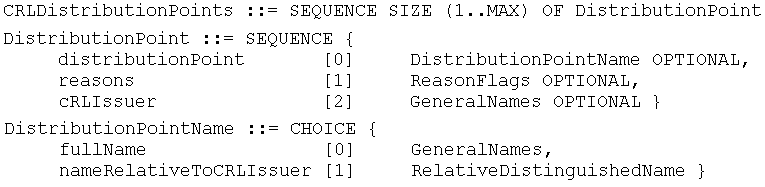 CRLDistributionPoints ::= SEQUENCE SIZE (1..MAX) OF DistributionPoint
DistributionPoint ::= SEQUENCE {
distributionPoint [0] DistributionPointName OPTIONAL,
reasons [1] ReasonFlags OPTIONAL,
cRLIssuer [2] GeneralNames OPTIONAL }
DistributionPointName ::= CHOICE {
fullName [0] GeneralNames,
nameRelativeToCRLIssuer [1] RelativeDistinguishedName }